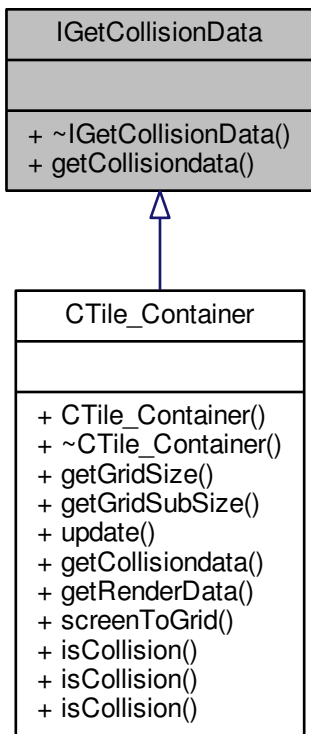 IGetCollisionData
+ ~IGetCollisionData()
+ getCollisiondata()
CTile_Container
+ CTile_Container()
+ ~CTile_Container()
+ getGridSize()
+ getGridSubSize()
+ update()
+ getCollisiondata()
+ getRenderData()
+ screenToGrid()
+ isCollision()
+ isCollision()
+ isCollision()